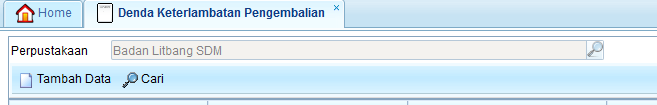 Home Denda Keterlambatan Pengembalian
Perpustakaan Badan Litbang SDM
Tambah Data Cari